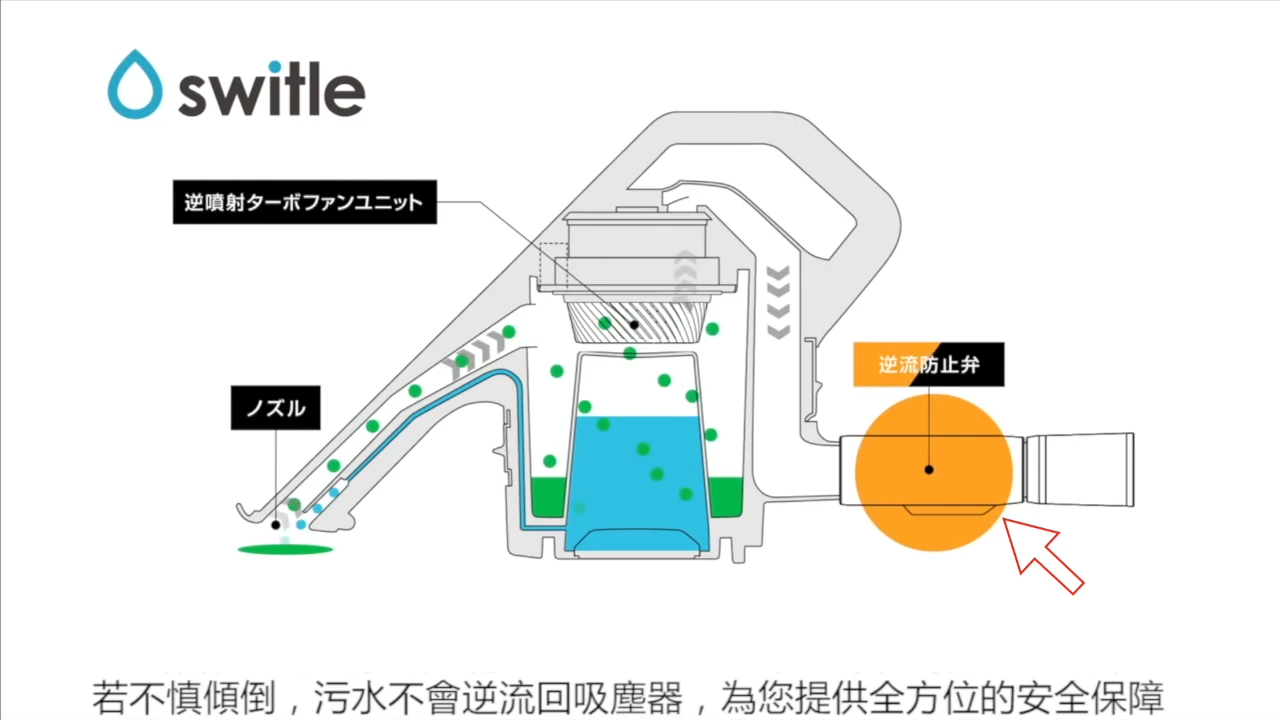 switle
逆噴射ターボファンユニット
逆流防止弁
ノズル
若不慎傾倒，污水不會逆流回吸塵器，為您提供全方位的安全保障